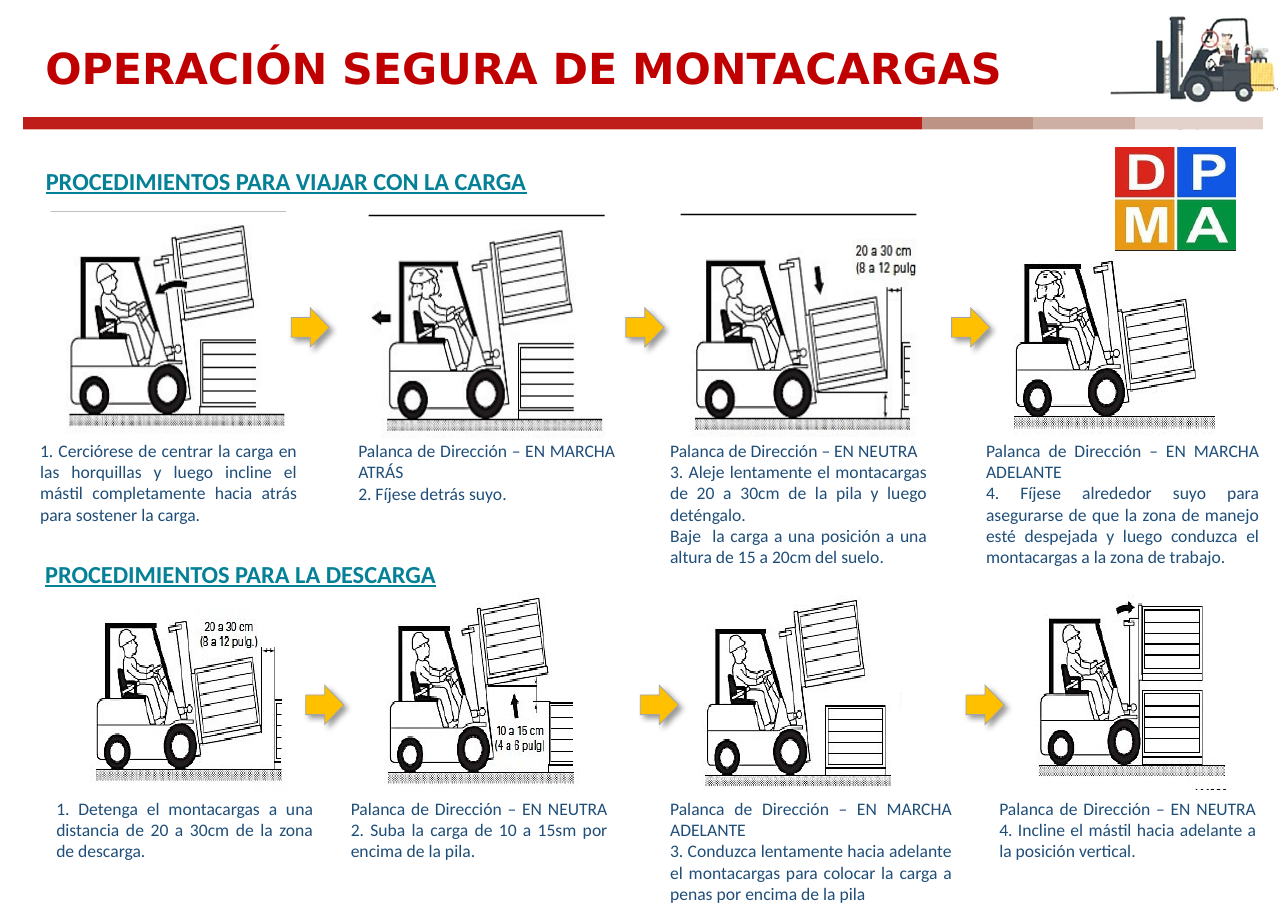 OPERACIÓN SEGURA DE MONTACARGAS
D P
M A
PROCEDIMIENTOS PARA VIAJAR CON LA CARGA
20 a 30 cm
(8 a 12 pulg
1. Cerciórese de centrar la carga en
las horquillas y luego incline el
mástil completamente hacia atrás
para sostener la carga.
Palanca de Dirección – EN MARCHA
ATRÁS
2. Fíjese detrás suyo.
Palanca de Dirección – EN NEUTRA
3. Aleje lentamente el montacargas
de 20 a 30cm de la pila y luego
deténgalo.
Baje la carga a una posición a una
altura de 15 a 20cm del suelo.
Palanca de Dirección – EN MARCHA
ADELANTE
4. Fíjese alrededor suyo para
asegurarse de que la zona de manejo
esté despejada y luego conduzca el
montacargas a la zona de trabajo.
PROCEDIMIENTOS PARA LA DESCARGA
20 a 30 cm
(8 a 12 pulg.)
10 a 15 cm
(4 a 6 pulg)
1. Detenga el montacargas a una
distancia de 20 a 30cm de la zona
de descarga.
Palanca de Dirección – EN NEUTRA
2. Suba la carga de 10 a 15sm por
encima de la pila.
Palanca de Dirección – EN MARCHA
ADELANTE
3. Conduzca lentamente hacia adelante
el montacargas para colocar la carga a
penas por encima de la pila
Palanca de Dirección – EN NEUTRA
4. Incline el mástil hacia adelante a
la posición vertical.